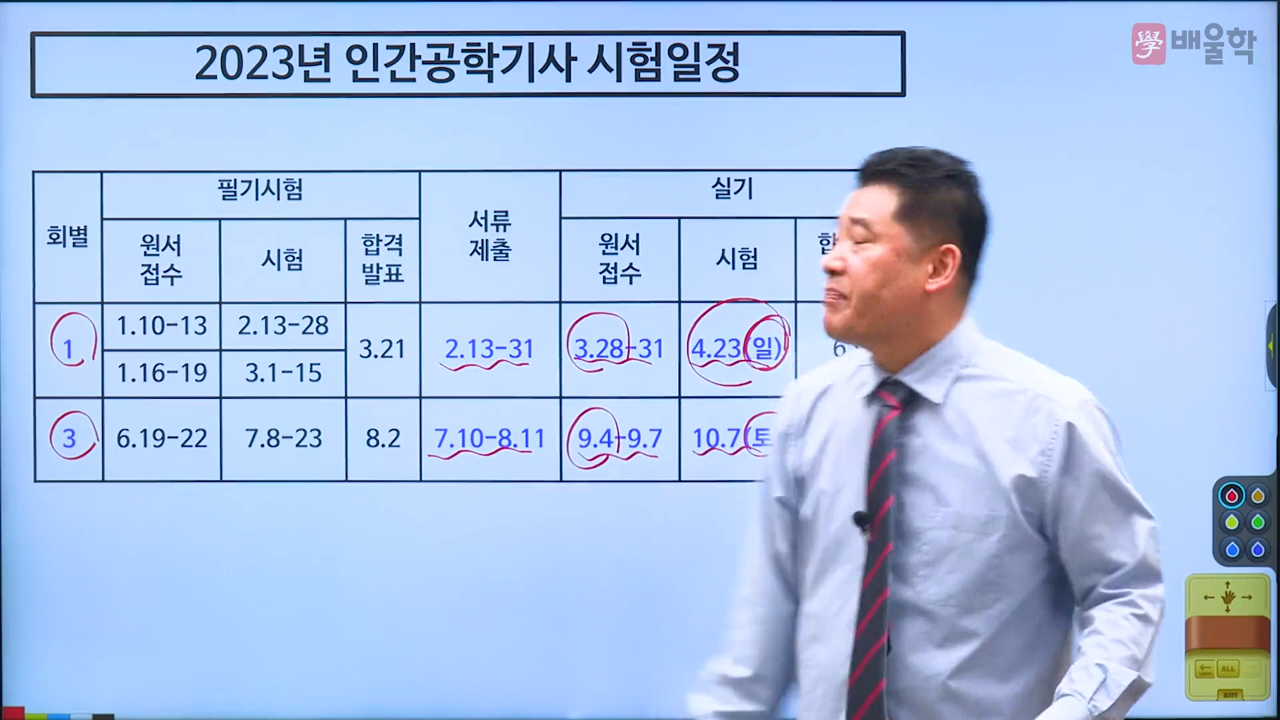 2023년 인간공학기사 시험일정
學 배울학
회별
필기시험
서류
제출
실기
원서
접수
시험
합격
발표
원서
접수
시험
1
1.10-13
2.13-28
3.21
2.13-31
3.28-31
4.23(일)
6
1.16-19
3.1-15
3
6.19-22
7.8-23
8.2
7.10-8.11
9.4-9.7
10.7(토
ALL